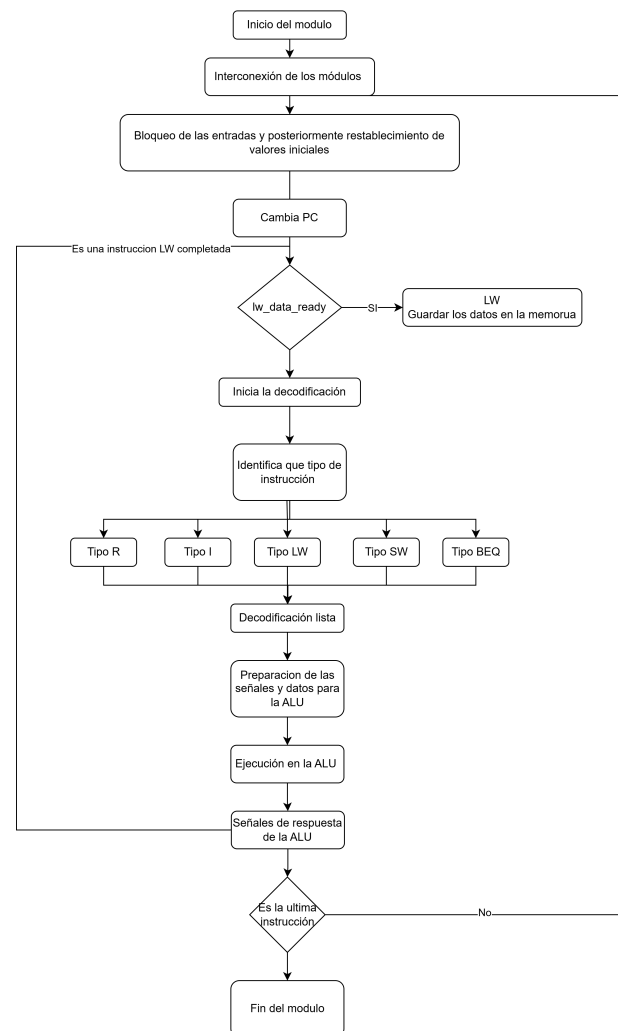 Inicio del modulo
Interconexión de los módulos
Bloqueo de las entradas y posteriormente restablecimiento de
valores iniciales
Cambia PC
Es una instruccion LW completada
lw_data_ready
SI
LW
Guardar los datos en la memorua
Inicia la decodificación
Identifica que tipo de
instrucción
Tipo R
Tipo I
Tipo LW
Tipo SW
Tipo BEQ
Decodificación lista
Preparacion de las
señales y datos para
la ALU
Ejecución en la ALU
Señales de respuesta
de la ALU
Es la ultima
instrucción
No
Fin del modulo